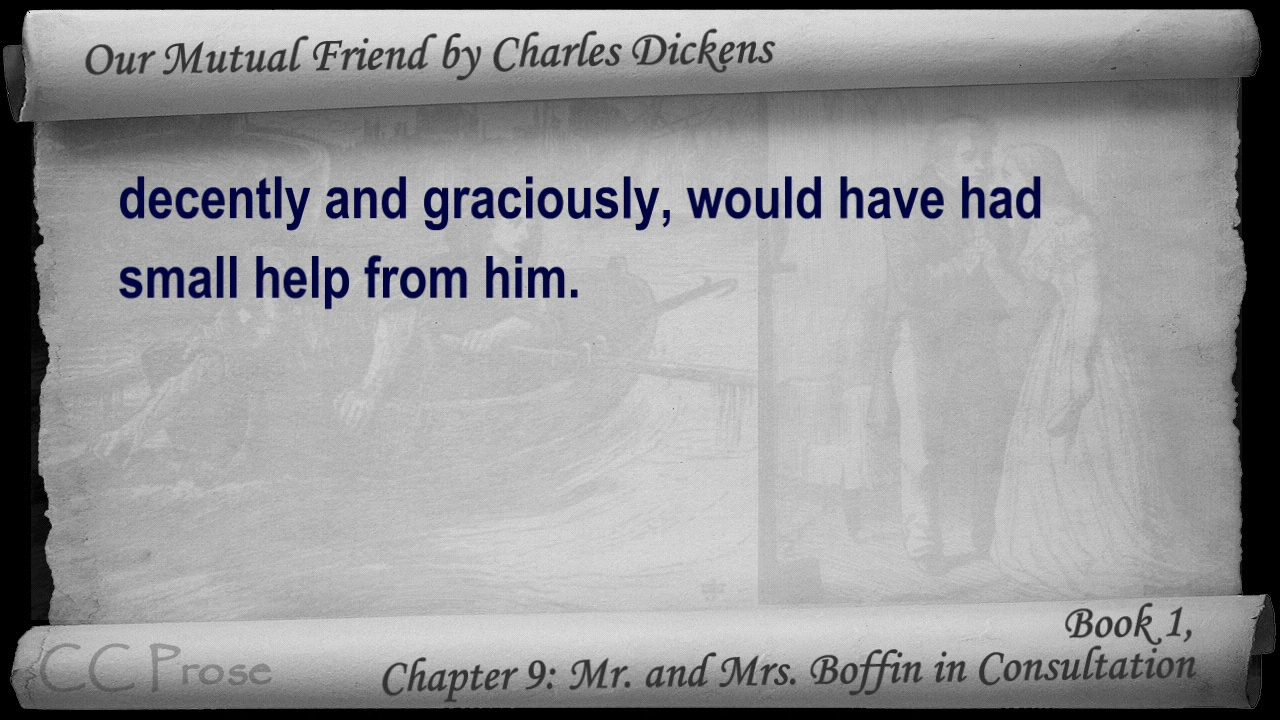 Our Mutual Friend by Charles Dickens
decently and graciously, would have had
small help from him.
Book 1,
CC Prose
Chapter 9: Mr. and Mrs. Boffin in Consultation